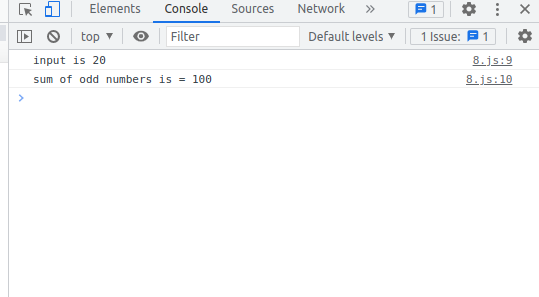 Elements Console Sources Network » 1
top ▼ Filter Default levels ▼ 1 Issue: 1
input is 20 8.js:9
sum of odd numbers is = 100 8.js:10
>